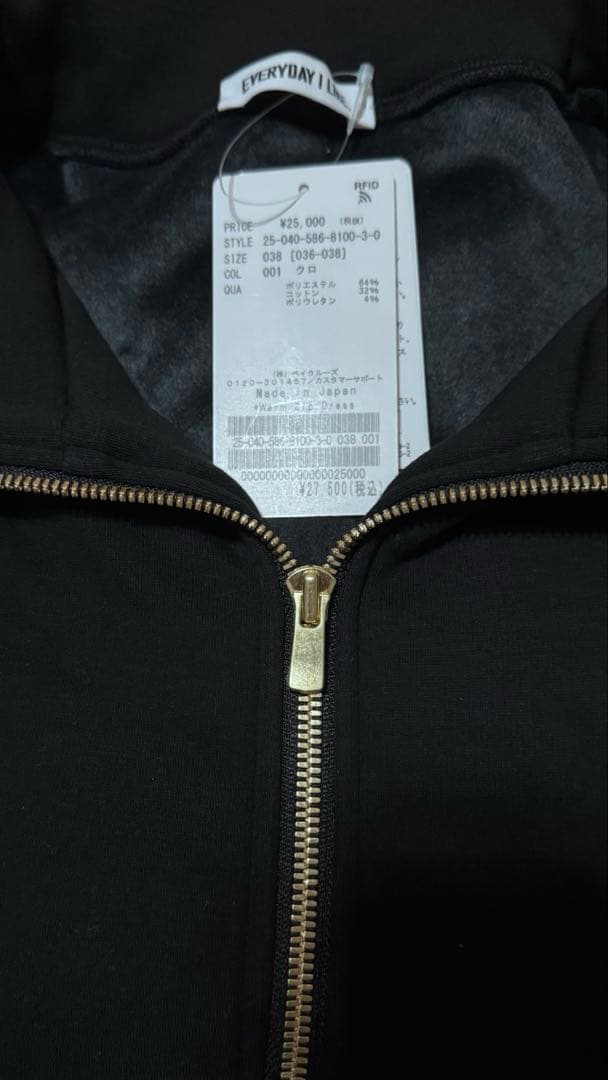 EVERYDAY I
RFID
PRICE ¥25,000 (税抜)
STYLE 25-040-586-8100-3-0
SIZE 038 [036-038]
COL 001 クロ
QUA ポリエステル 64%
コットン 32%
ポリウレタン 4%
(株)ベイクルーズ
0120-301457/カスタマーサポート
Made in Japan
*Warm Zip Dress
25-040-586-8100-3-0 038 001
¥27,500(税込)